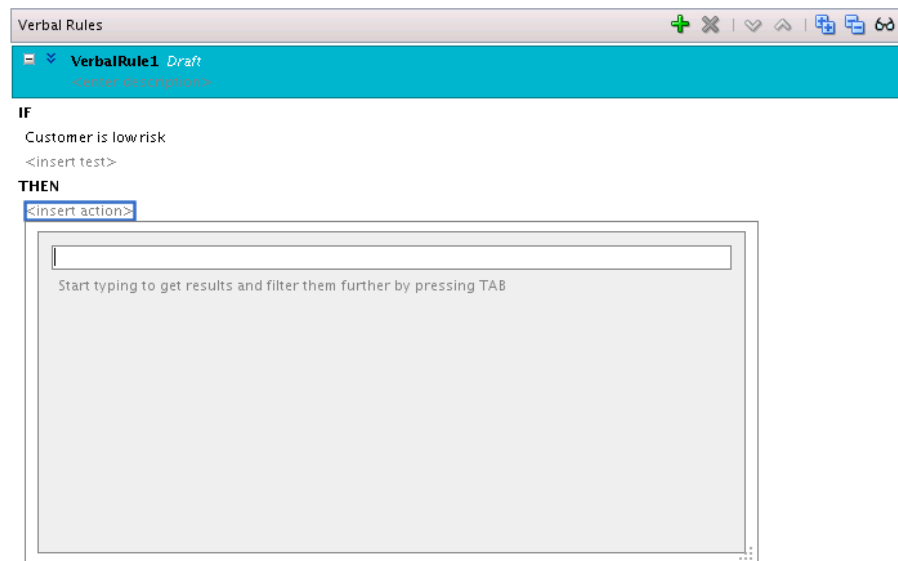 Verbal Rules
VerbalRule1 Draft
<enter description>
IF
Customer is low risk
<insert test>
THEN
<insert action>
Start typing to get results and filter them further by pressing TAB